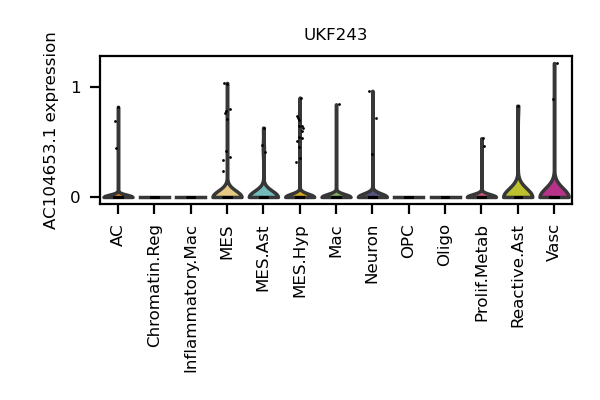 UKF243
AC104653.1 expression
1
0
AC
Chromatin.Reg
Inflammatory.Mac
MES
MES.Ast
MES.Hyp
Mac
Neuron
OPC
Oligo
Prolif.Metab
Reactive.Ast
Vasc